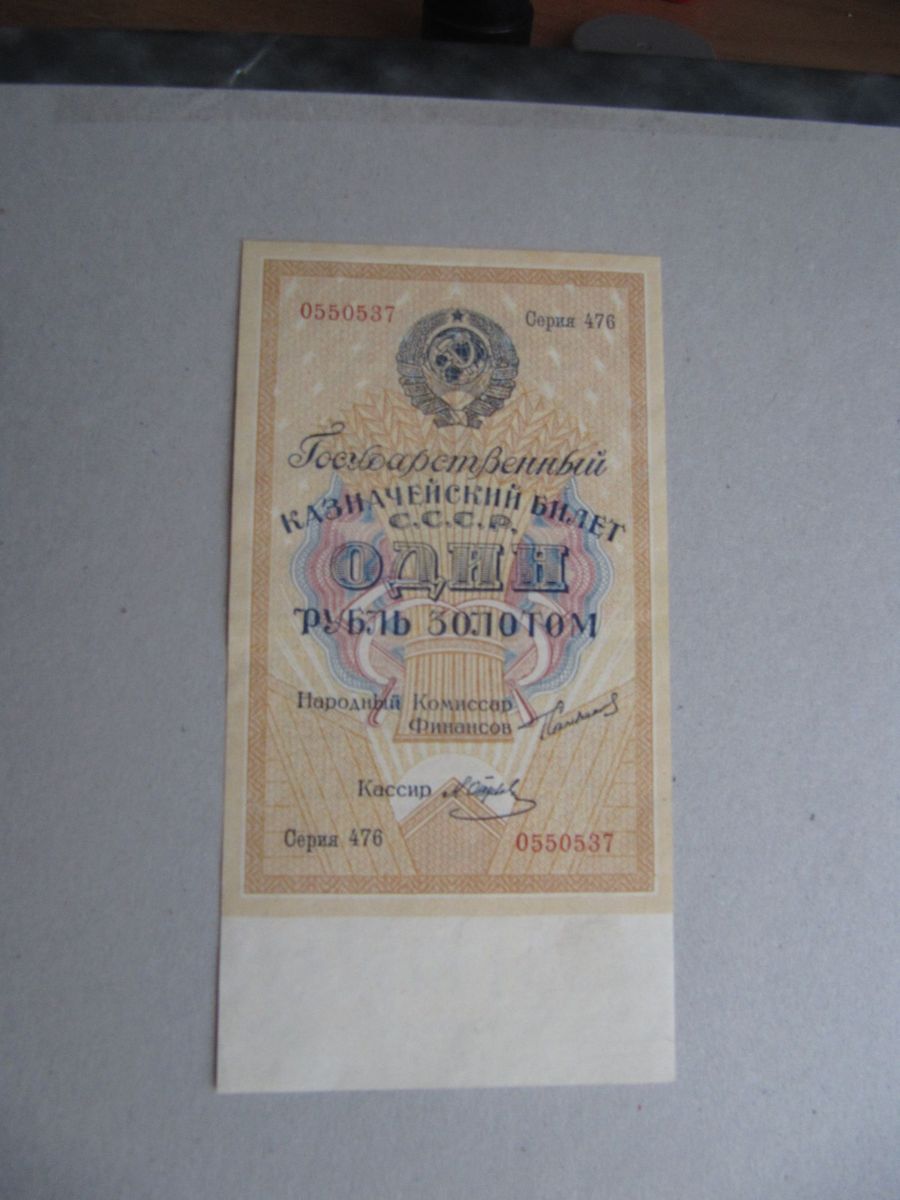 0550537 Серия 476
Государственный
КАЗНАЧЕЙСКИЙ БИЛЕТ
С.С.С.Р.
ОДИН
РУБЛЬ ЗОЛОТОМ
Народный Комиссар
Финансов
Кассир
Серия 476 0550537